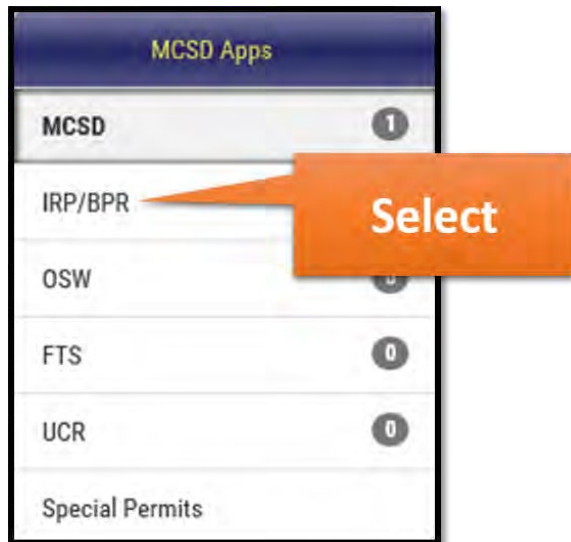 MCSD Apps
MCSD 1
IRP/BPR
Select
OSW
FTS 0
UCR 0
Special Permits